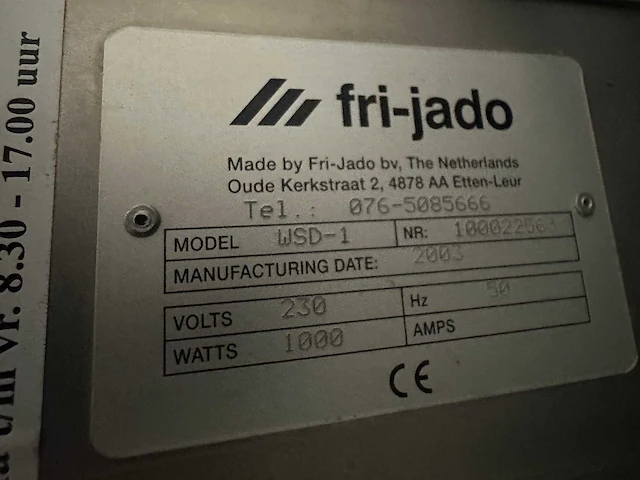 a t/m vr. 8.30 - 17.00 uur
fri-jado
Made by Fri-Jado bv, The Netherlands
Oude Kerkstraat 2, 4878 AA Etten-Leur
Tel.: 076-5085666
MODEL WSD-1 NR:
MANUFACTURING DATE: 2003
VOLTS 230 Hz 50
WATTS 1000 AMPS
CE